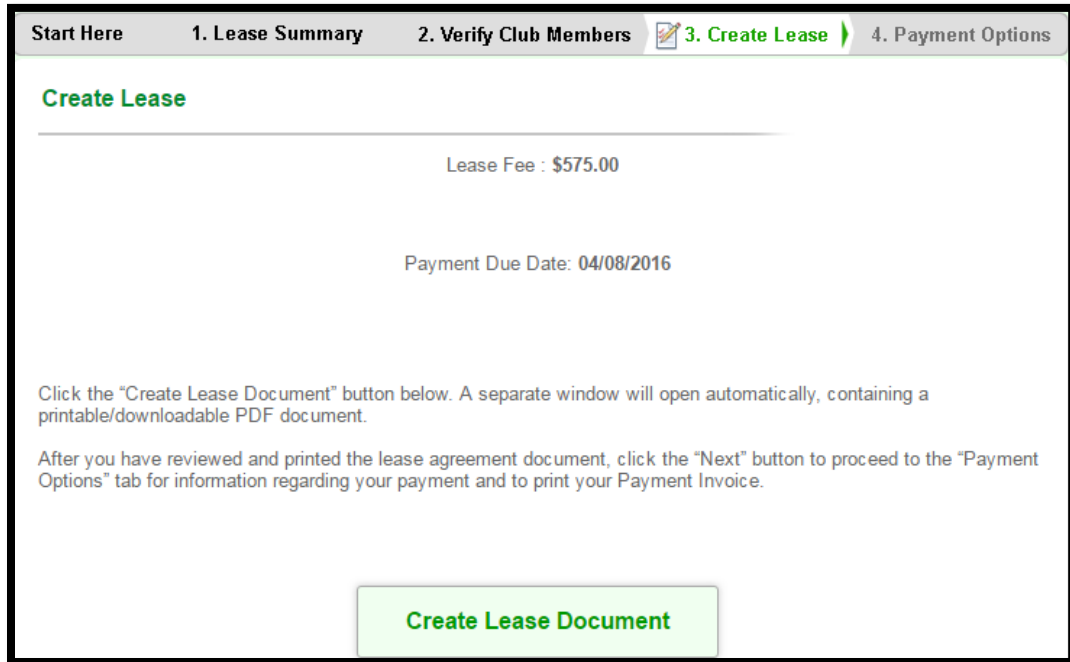 Start Here 1. Lease Summary 2. Verify Club Members 3. Create Lease 4. Payment Options
Create Lease
Lease Fee : $575.00
Payment Due Date: 04/08/2016
Click the “Create Lease Document” button below. A separate window will open automatically, containing a
printable/downloadable PDF document.
After you have reviewed and printed the lease agreement document, click the “Next” button to proceed to the “Payment
Options” tab for information regarding your payment and to print your Payment Invoice.
Create Lease Document